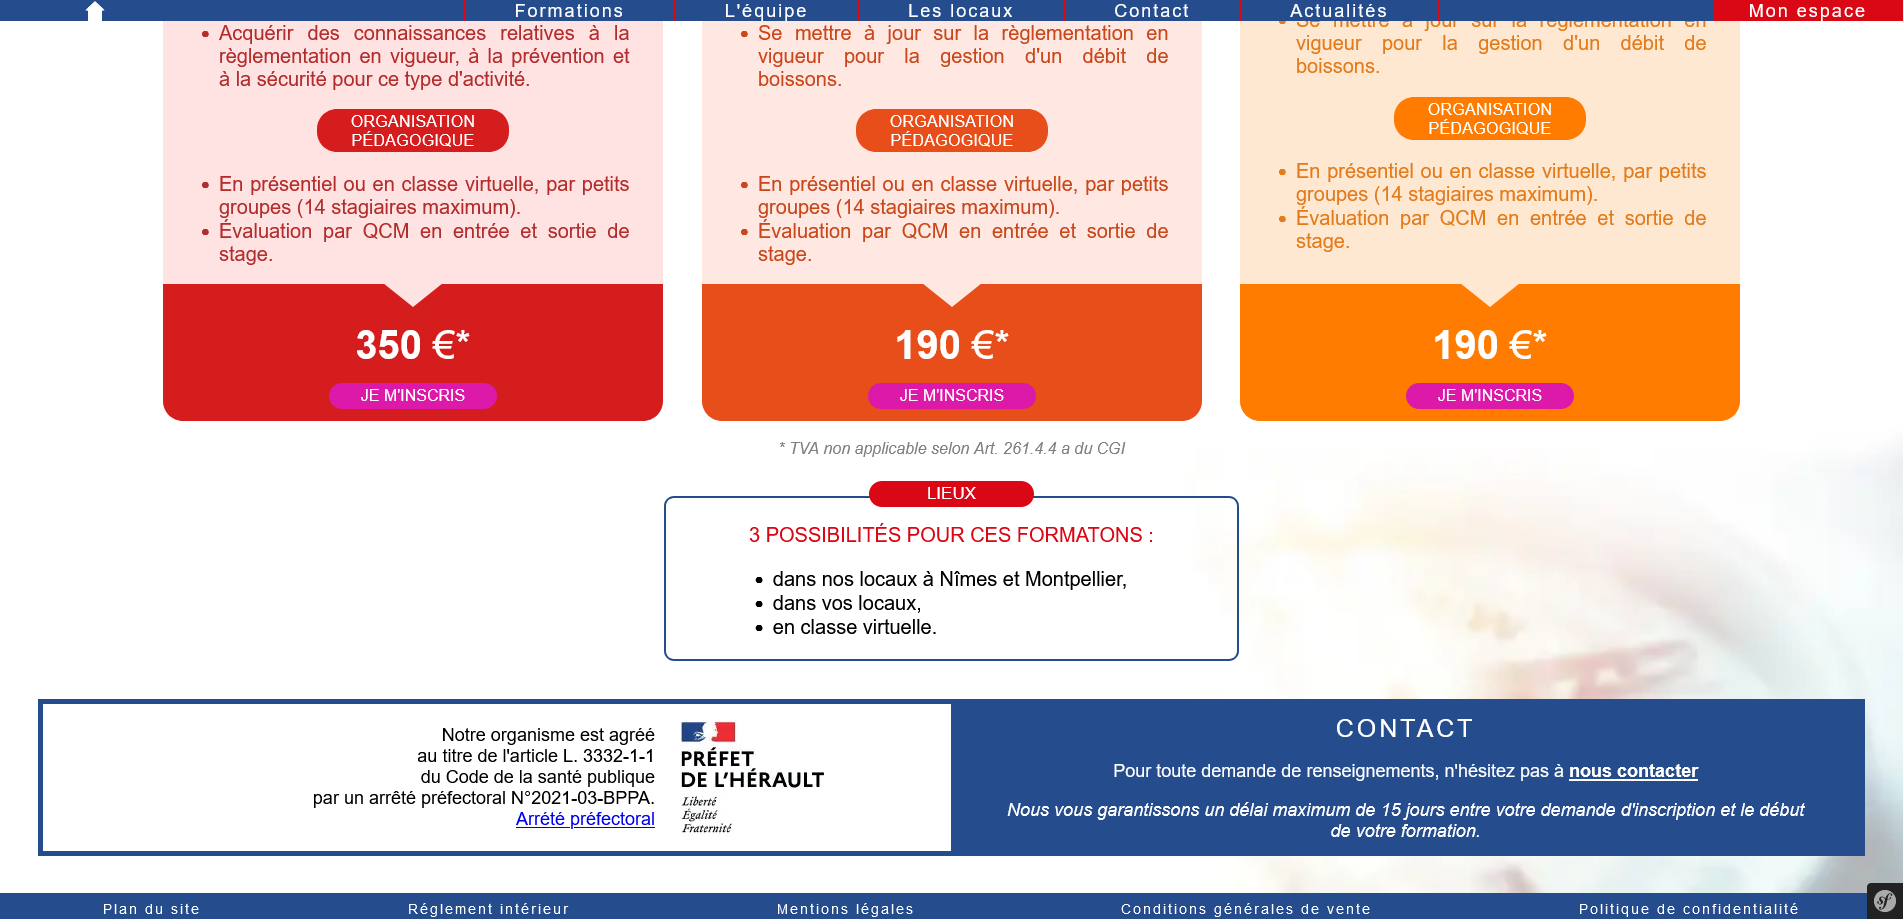 Formations
L'équipe
Les locaux
Contact
Actualités
Mon espace
Acquérir des connaissances relatives à la
règlementation en vigueur, à la prévention et
à la sécurité pour ce type d'activité.
ORGANISATION
PÉDAGOGIQUE
En présentiel ou en classe virtuelle, par petits
groupes (14 stagiaires maximum).
Évaluation par QCM en entrée et sortie de
stage.
350 €*
JE M'INSCRIS
Se mettre à jour sur la règlementation en
vigueur pour la gestion d'un débit de
boissons.
ORGANISATION
PÉDAGOGIQUE
En présentiel ou en classe virtuelle, par petits
groupes (14 stagiaires maximum).
Évaluation par QCM en entrée et sortie de
stage.
190 €*
JE M'INSCRIS
Se mettre à jour sur la règlementation en
vigueur pour la gestion d'un débit de
boissons.
ORGANISATION
PÉDAGOGIQUE
En présentiel ou en classe virtuelle, par petits
groupes (14 stagiaires maximum).
Évaluation par QCM en entrée et sortie de
stage.
190 €*
JE M'INSCRIS
* TVA non applicable selon Art. 261.4.4 a du CGI
LIEUX
3 POSSIBILITÉS POUR CES FORMATONS :
dans nos locaux à Nîmes et Montpellier,
dans vos locaux,
en classe virtuelle.
Notre organisme est agréé
au titre de l'article L. 3332-1-1
du Code de la santé publique
par un arrêté préfectoral N°2021-03-BPPA.
Arrété préfectoral
PRÉFET
DE L'HÉRAULT
Liberté
Égalité
Fraternité
CONTACT
Pour toute demande de renseignements, n'hésitez pas à nous contacter
Nous vous garantissons un délai maximum de 15 jours entre votre demande d'inscription et le début
de votre formation.
Plan du site
Réglement intérieur
Mentions légales
Conditions générales de vente
Politique de confidentialité
sf